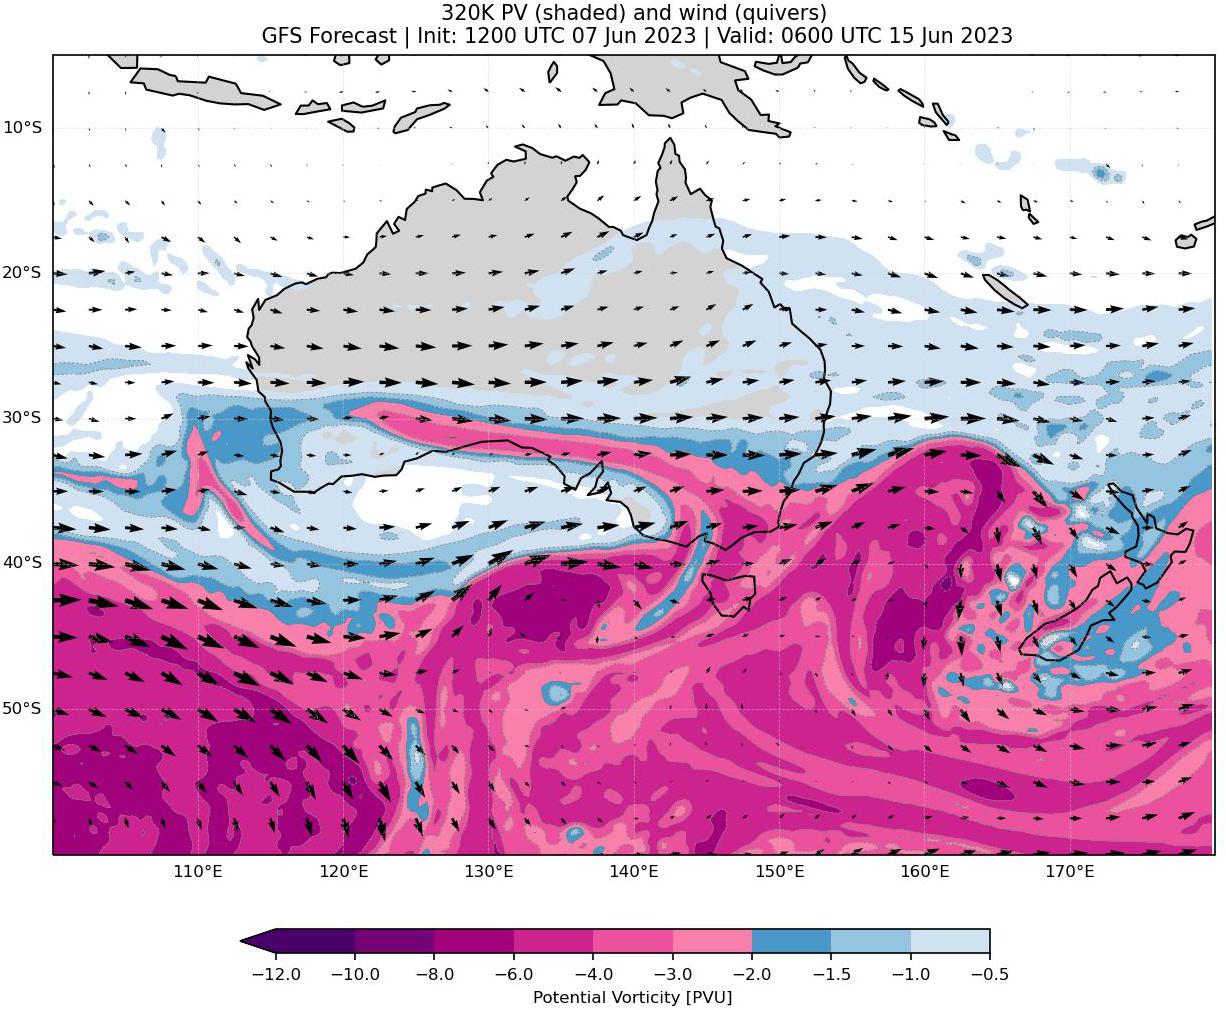 320K PV (shaded) and wind (quivers)
GFS Forecast | Init: 1200 UTC 07 Jun 2023 | Valid: 0600 UTC 15 Jun 2023
10°S
20°S
30°S
40°S
50°S
110°E 120°E 130°E 140°E 150°E 160°E 170°E
−12.0 −10.0 −8.0 −6.0 −4.0 −3.0 −2.0 −1.5 −1.0 −0.5
Potential Vorticity [PVU]